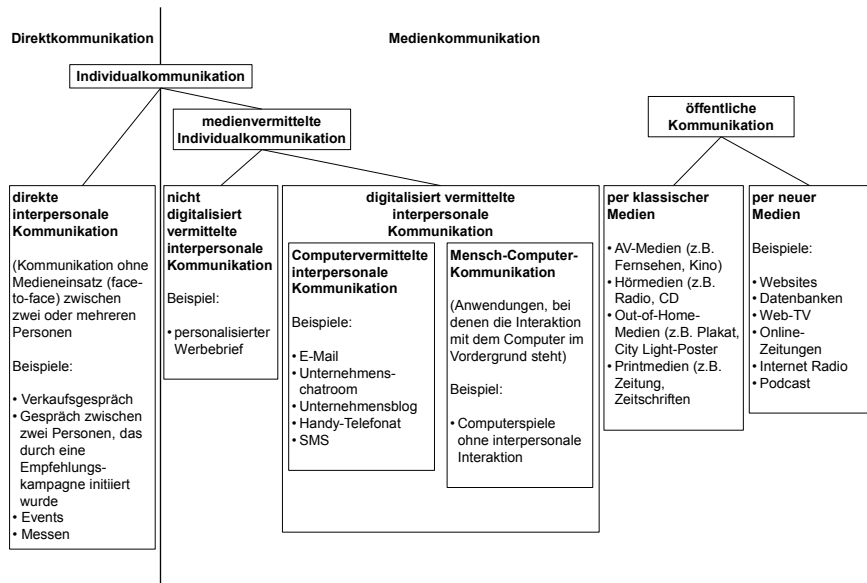 Direktkommunikation
Medienkommunikation
Individualkommunikation
medienvermittelte
Individualkommunikation
öffentliche
Kommunikation
direkte
interpersonale
Kommunikation
(Kommunikation ohne
Medieneinsatz (face-
to-face) zwischen
zwei oder mehreren
Personen
Beispiele:
• Verkaufsgespräch
• Gespräch zwischen
zwei Personen, das
durch eine
Empfehlungs-
kampagne initiiert
wurde
• Events
• Messen
nicht
digitalisiert
vermittelte
interpersonale
Kommunikation
Beispiel:
• personalisierter
Werbebrief
digitalisiert vermittelte
interpersonale
Kommunikation
Computervermittelte
interpersonale
Kommunikation
Beispiele:
• E-Mail
• Unternehmens-
chatroom
• Unternehmensblog
• Handy-Telefonat
• SMS
Mensch-Computer-
Kommunikation
(Anwendungen, bei
denen die Interaktion
mit dem Computer im
Vordergrund steht)
Beispiel:
• Computerspiele
ohne interpersonale
Interaktion
per klassischer
Medien
• AV-Medien (z.B.
Fernsehen, Kino)
• Hörmedien (z.B.
Radio, CD
• Out-of-Home-
Medien (z.B. Plakat,
City Light-Poster
• Printmedien (z.B.
Zeitung,
Zeitschriften
per neuer
Medien
Beispiele:
• Websites
• Datenbanken
• Web-TV
• Online-
Zeitungen
• Internet Radio
• Podcast